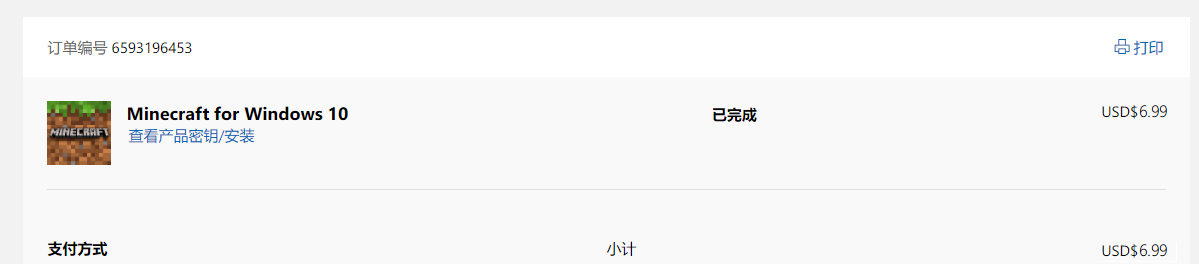 订单编号 6593196453
打印
MINECRAFT
Minecraft for Windows 10
已完成
USD$6.99
查看产品密钥/安装
支付方式
小计
USD$6.99